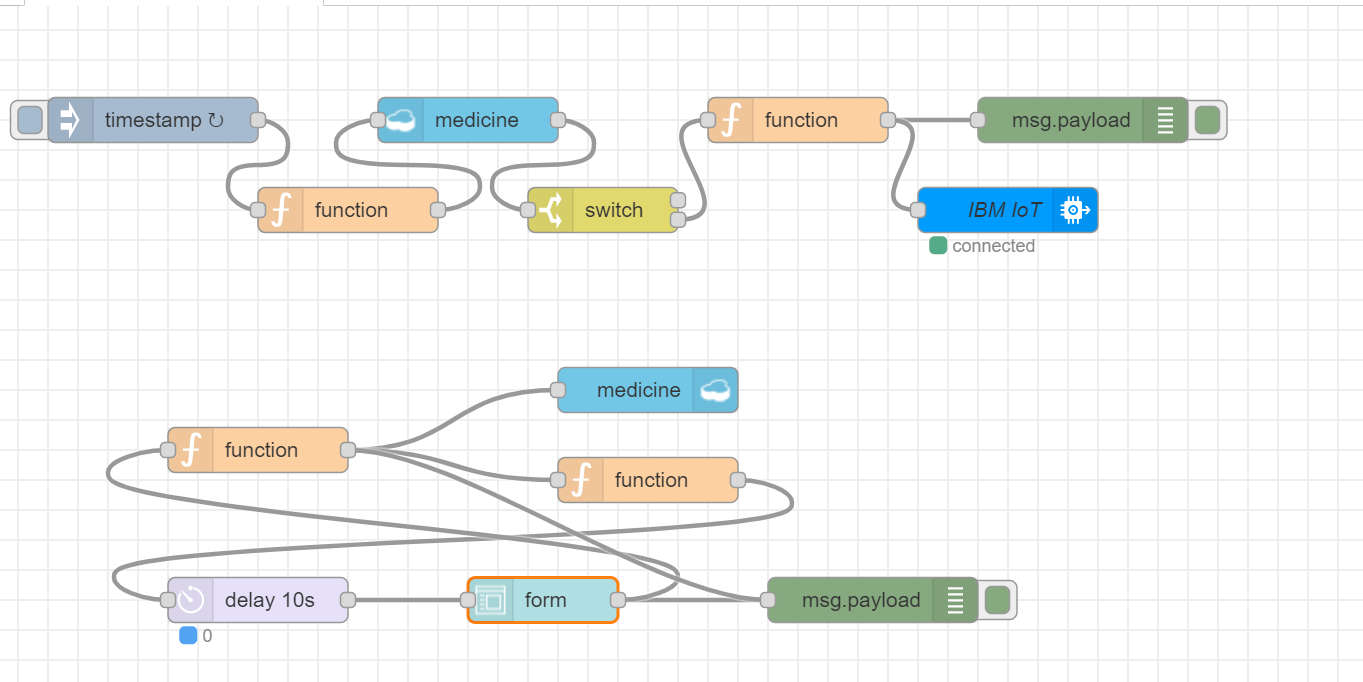 timestamp ↻
medicine
function
msg.payload
function
switch
IBM IoT
connected
medicine
function
function
delay 10s
form
msg.payload
0